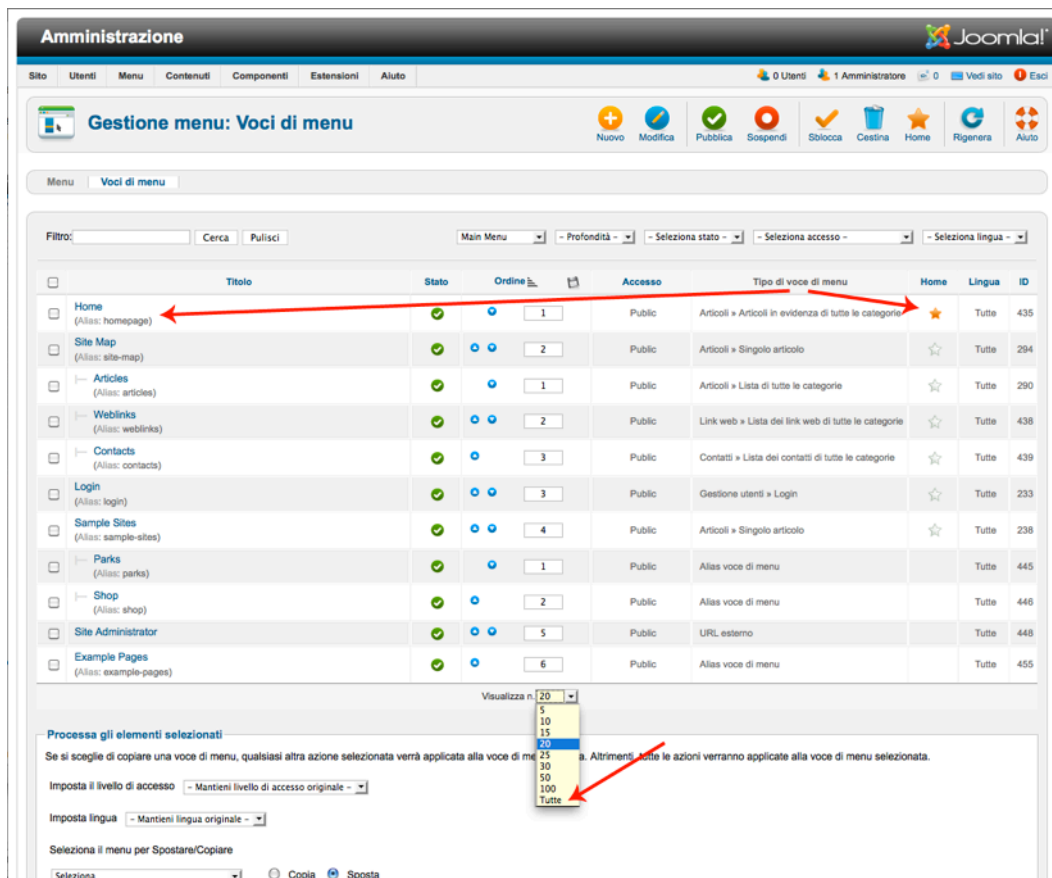 Amministrazione
Joomla!
Sito Utenti Menu Contenuti Componenti Estensioni Aiuto 0 Utenti 1 Amministratore 0 Vedi sito Esci
Gestione menu: Voci di menu
Nuovo Modifica Pubblica Sospendi Sblocca Cestina Home Rigenera Aiuto
Menu Voci di menu
Filtro: Cerca Pulisci Main Menu - Profondità - - Seleziona stato - - Seleziona accesso - - Seleziona lingua -
Titolo Stato Ordine Accesso Tipo di voce di menu Home Lingua ID
Home
(Alias: homepage) 1 Public Articoli » Articoli in evidenza di tutte le categorie Tutte 435
Site Map
(Alias: site-map) 2 Public Articoli » Singolo articolo Tutte 294
Articles
(Alias: articles) 1 Public Articoli » Lista di tutte le categorie Tutte 290
Weblinks
(Alias: weblinks) 2 Public Link web » Lista dei link web di tutte le categorie Tutte 438
Contacts
(Alias: contacts) 3 Public Contatti » Lista dei contatti di tutte le categorie Tutte 439
Login
(Alias: login) 3 Public Gestione utenti » Login Tutte 233
Sample Sites
(Alias: sample-sites) 4 Public Articoli » Singolo articolo Tutte 238
Parks
(Alias: parks) 1 Public Alias voce di menu Tutte 445
Shop
(Alias: shop) 2 Public Alias voce di menu Tutte 446
Site Administrator 5 Public URL esterno Tutte 448
Example Pages
(Alias: example-pages) 6 Public Alias voce di menu Tutte 455
Visualizza n. 20
5
10
15
20
25
30
50
100
Tutte
Processa gli elementi selezionati
Se si sceglie di copiare una voce di menu, qualsiasi altra azione selezionata verrà applicata alla voce di me a. Altrimenti, tutte le azioni verranno applicate alla voce di menu selezionata.
Imposta il livello di accesso - Mantieni livello di accesso originale -
Imposta lingua - Mantieni lingua originale -
Seleziona il menu per Spostare/Copiare
Seleziona Copia Sposta